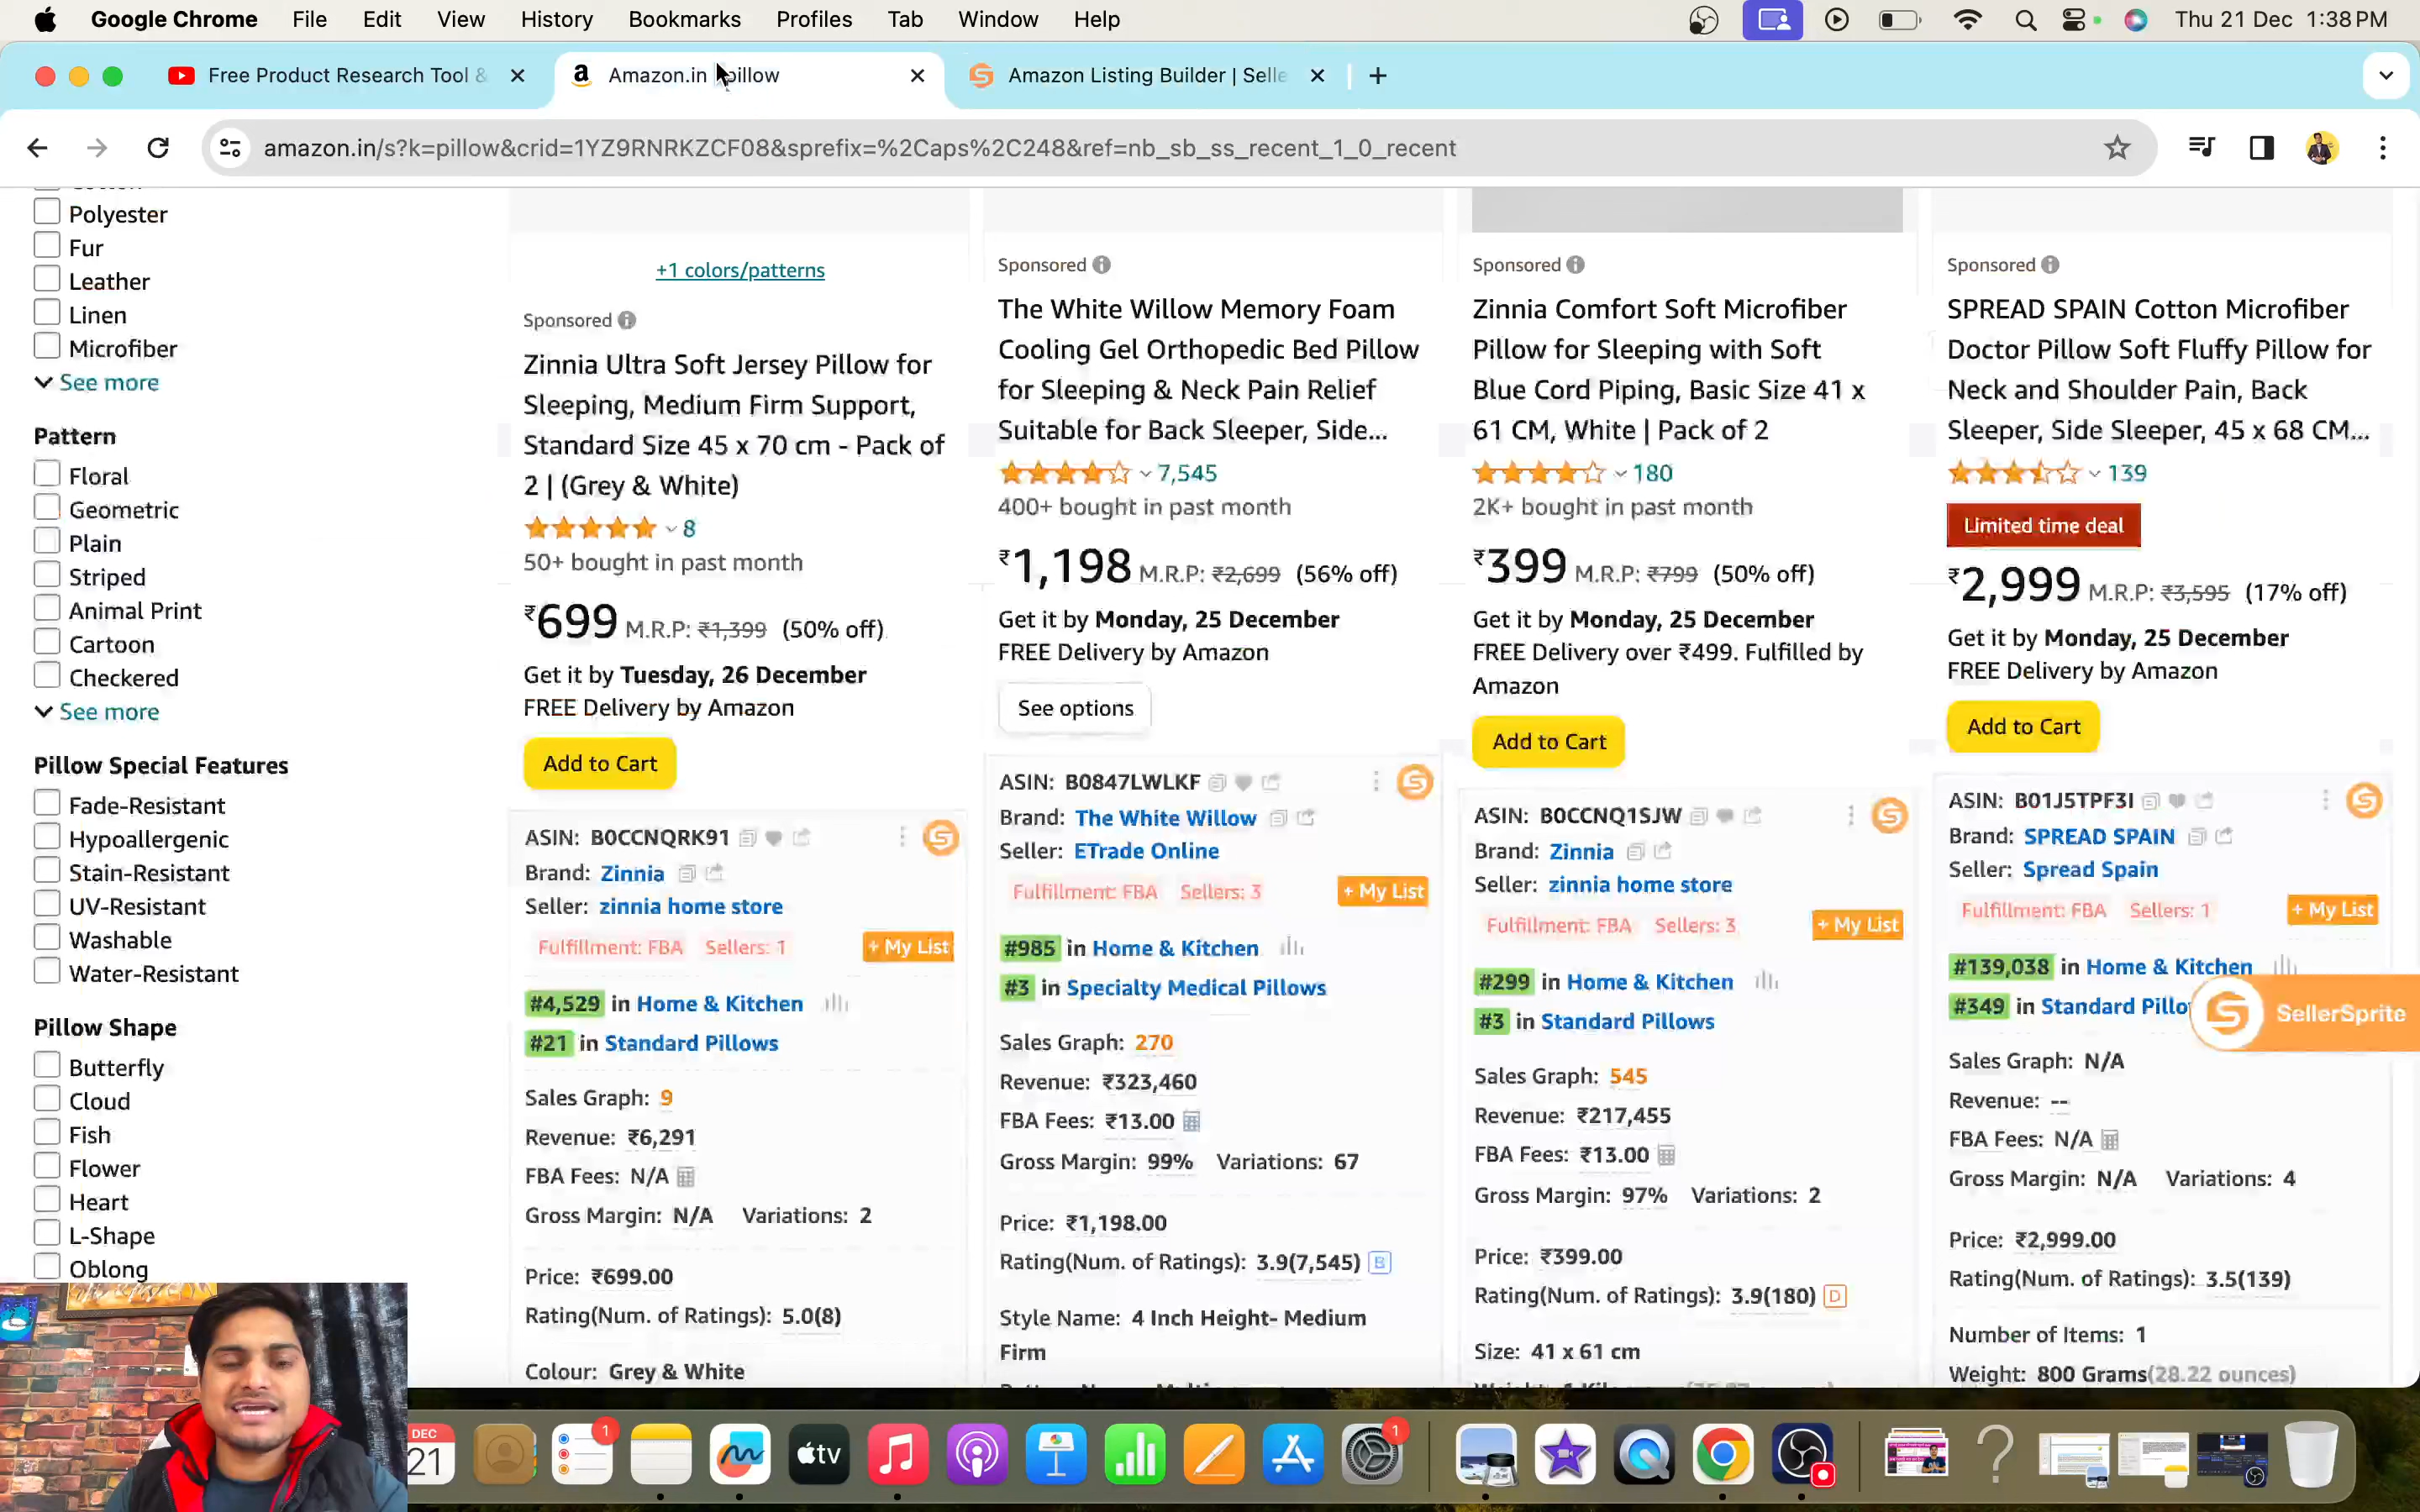 Google Chrome File Edit View History Bookmarks Profiles Tab Window Help Thu 21 Dec 1:38 PM
Free Product Research Tool &
Amazon.in : pillow
Amazon Listing Builder | Selle
amazon.in/s?k=pillow&crid=1YZ9RNRKZCF08&sprefix=%2Caps%2C248&ref=nb_sb_ss_recent_1_0_recent
Polyester
Fur
Leather
Linen
Microfiber
See more
Pattern
Floral
Geometric
Plain
Striped
Animal Print
Cartoon
Checkered
See more
Pillow Special Features
Fade-Resistant
Hypoallergenic
Stain-Resistant
UV-Resistant
Washable
Water-Resistant
Pillow Shape
Butterfly
Cloud
Fish
Flower
Heart
L-Shape
Oblong
+1 colors/patterns
Sponsored
Zinnia Ultra Soft Jersey Pillow for
Sleeping, Medium Firm Support,
Standard Size 45 x 70 cm - Pack of
2 | (Grey & White)
8
50+ bought in past month
₹699 M.R.P: ₹1,399 (50% off)
Get it by Tuesday, 26 December
FREE Delivery by Amazon
Add to Cart
ASIN: B0CCNQRK91
Brand: Zinnia
Seller: zinnia home store
Fulfillment: FBA Sellers: 1 + My List
#4,529 in Home & Kitchen
#21 in Standard Pillows
Sales Graph: 9
Revenue: ₹6,291
FBA Fees: N/A
Gross Margin: N/A Variations: 2
Price: ₹699.00
Rating(Num. of Ratings): 5.0(8)
Colour: Grey & White
Sponsored
The White Willow Memory Foam
Cooling Gel Orthopedic Bed Pillow
for Sleeping & Neck Pain Relief
Suitable for Back Sleeper, Side...
7,545
400+ bought in past month
₹1,198 M.R.P: ₹2,699 (56% off)
Get it by Monday, 25 December
FREE Delivery by Amazon
See options
ASIN: B0847LWLKF
Brand: The White Willow
Seller: ETrade Online
Fulfillment: FBA Sellers: 3 + My List
#985 in Home & Kitchen
#3 in Specialty Medical Pillows
Sales Graph: 270
Revenue: ₹323,460
FBA Fees: ₹13.00
Gross Margin: 99% Variations: 67
Price: ₹1,198.00
Rating(Num. of Ratings): 3.9(7,545) B
Style Name: 4 Inch Height- Medium
Firm
Sponsored
Zinnia Comfort Soft Microfiber
Pillow for Sleeping with Soft
Blue Cord Piping, Basic Size 41 x
61 CM, White | Pack of 2
180
2K+ bought in past month
₹399 M.R.P: ₹799 (50% off)
Get it by Monday, 25 December
FREE Delivery over ₹499. Fulfilled by
Amazon
Add to Cart
ASIN: B0CCNQ1SJW
Brand: Zinnia
Seller: zinnia home store
Fulfillment: FBA Sellers: 3 + My List
#299 in Home & Kitchen
#3 in Standard Pillows
Sales Graph: 545
Revenue: ₹217,455
FBA Fees: ₹13.00
Gross Margin: 97% Variations: 2
Price: ₹399.00
Rating(Num. of Ratings): 3.9(180) D
Size: 41 x 61 cm
Sponsored
SPREAD SPAIN Cotton Microfiber
Doctor Pillow Soft Fluffy Pillow for
Neck and Shoulder Pain, Back
Sleeper, Side Sleeper, 45 x 68 CM...
139
Limited time deal
₹2,999 M.R.P: ₹3,595 (17% off)
Get it by Monday, 25 December
FREE Delivery by Amazon
Add to Cart
ASIN: B01J5TPF3I
Brand: SPREAD SPAIN
Seller: Spread Spain
Fulfillment: FBA Sellers: 1 + My List
#139,038 in Home & Kitchen
#349 in Standard Pillo
SellerSprite
Sales Graph: N/A
Revenue: --
FBA Fees: N/A
Gross Margin: N/A Variations: 4
Price: ₹2,999.00
Rating(Num. of Ratings): 3.5(139)
Number of Items: 1
Weight: 800 Grams(28.22 ounces)
DEC
21
1
tv
1